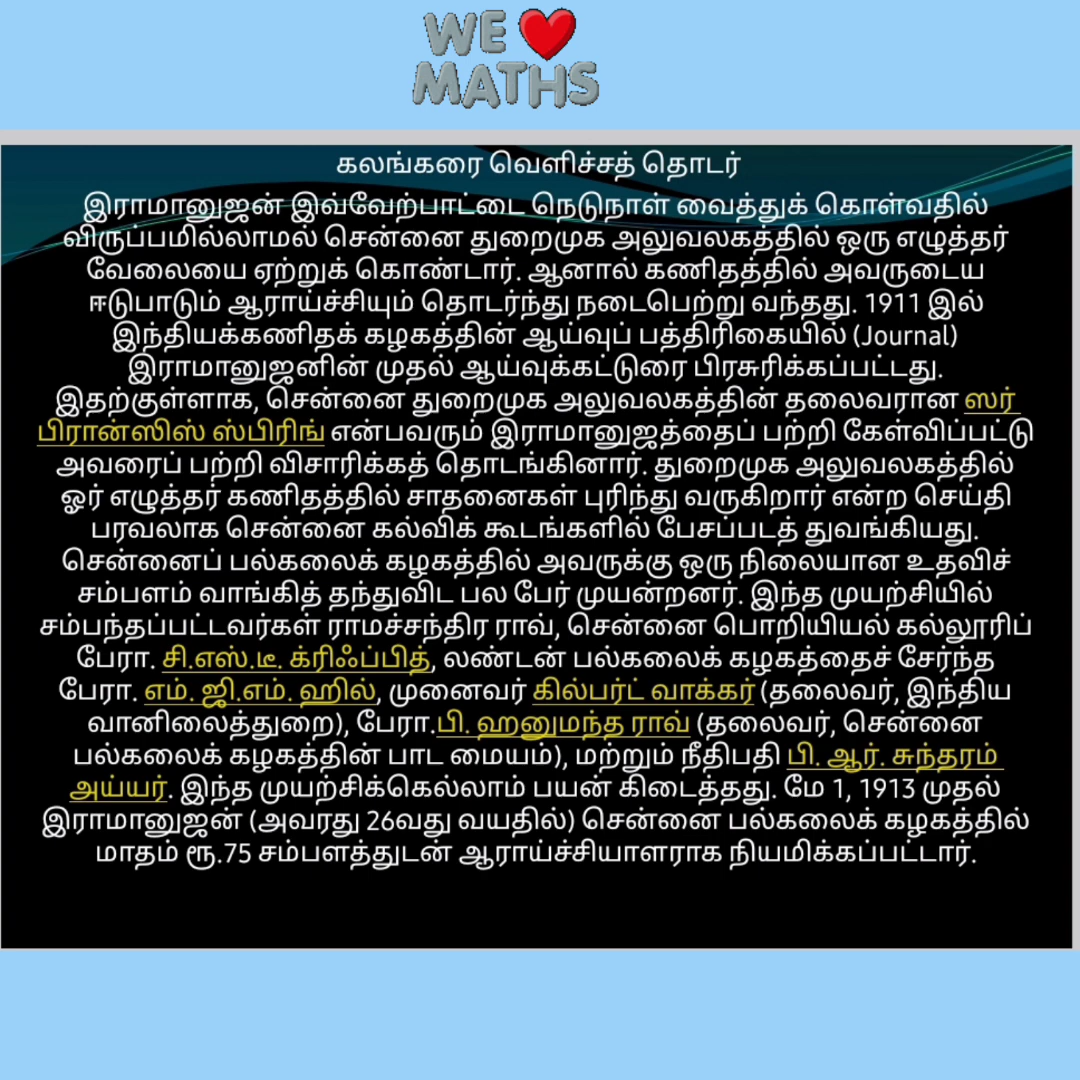 WE ❤
MATHS
கலங்கரை வெளிச்சத் தொடர்
இராமானுஜன் இவ்வேற்பாட்டை நெடுநாள் வைத்துக் கொள்வதில்
விருப்பமில்லாமல் சென்னை துறைமுக அலுவலகத்தில் ஒரு எழுத்தர்
வேலையை ஏற்றுக் கொண்டார். ஆனால் கணிதத்தில் அவருடைய
ஈடுபாடும் ஆராய்ச்சியும் தொடர்ந்து நடைபெற்று வந்தது. 1911 இல்
இந்தியக்கணிதக் கழகத்தின் ஆய்வுப் பத்திரிகையில் (Journal)
இராமானுஜனின் முதல் ஆய்வுக்கட்டுரை பிரசுரிக்கப்பட்டது.
இதற்குள்ளாக, சென்னை துறைமுக அலுவலகத்தின் தலைவரான ஸர்
பிரான்ஸிஸ் ஸ்பிரிங் என்பவரும் இராமானுஜத்தைப் பற்றி கேள்விப்பட்டு
அவரைப் பற்றி விசாரிக்கத் தொடங்கினார். துறைமுக அலுவலகத்தில்
ஓர் எழுத்தர் கணிதத்தில் சாதனைகள் புரிந்து வருகிறார் என்ற செய்தி
பரவலாக சென்னை கல்விக் கூடங்களில் பேசப்படத் துவங்கியது.
சென்னைப் பல்கலைக் கழகத்தில் அவருக்கு ஒரு நிலையான உதவிச்
சம்பளம் வாங்கித் தந்துவிட பல பேர் முயன்றனர். இந்த முயற்சியில்
சம்பந்தப்பட்டவர்கள் ராமச்சந்திர ராவ், சென்னை பொறியியல் கல்லூரிப்
பேரா. சி.எஸ்.டீ. க்ரிஃப்பித், லண்டன் பல்கலைக் கழகத்தைச் சேர்ந்த
பேரா. எம். ஜி.எம். ஹில், முனைவர் கில்பர்ட் வாக்கர் (தலைவர், இந்திய
வானிலைத்துறை), பேரா.பி. ஹனுமந்த ராவ் (தலைவர், சென்னை
பல்கலைக் கழகத்தின் பாட மையம்), மற்றும் நீதிபதி பி. ஆர். சுந்தரம்
அய்யர். இந்த முயற்சிக்கெல்லாம் பயன் கிடைத்தது. மே 1, 1913 முதல்
இராமானுஜன் (அவரது 26வது வயதில்) சென்னை பல்கலைக் கழகத்தில்
மாதம் ரூ.75 சம்பளத்துடன் ஆராய்ச்சியாளராக நியமிக்கப்பட்டார்.